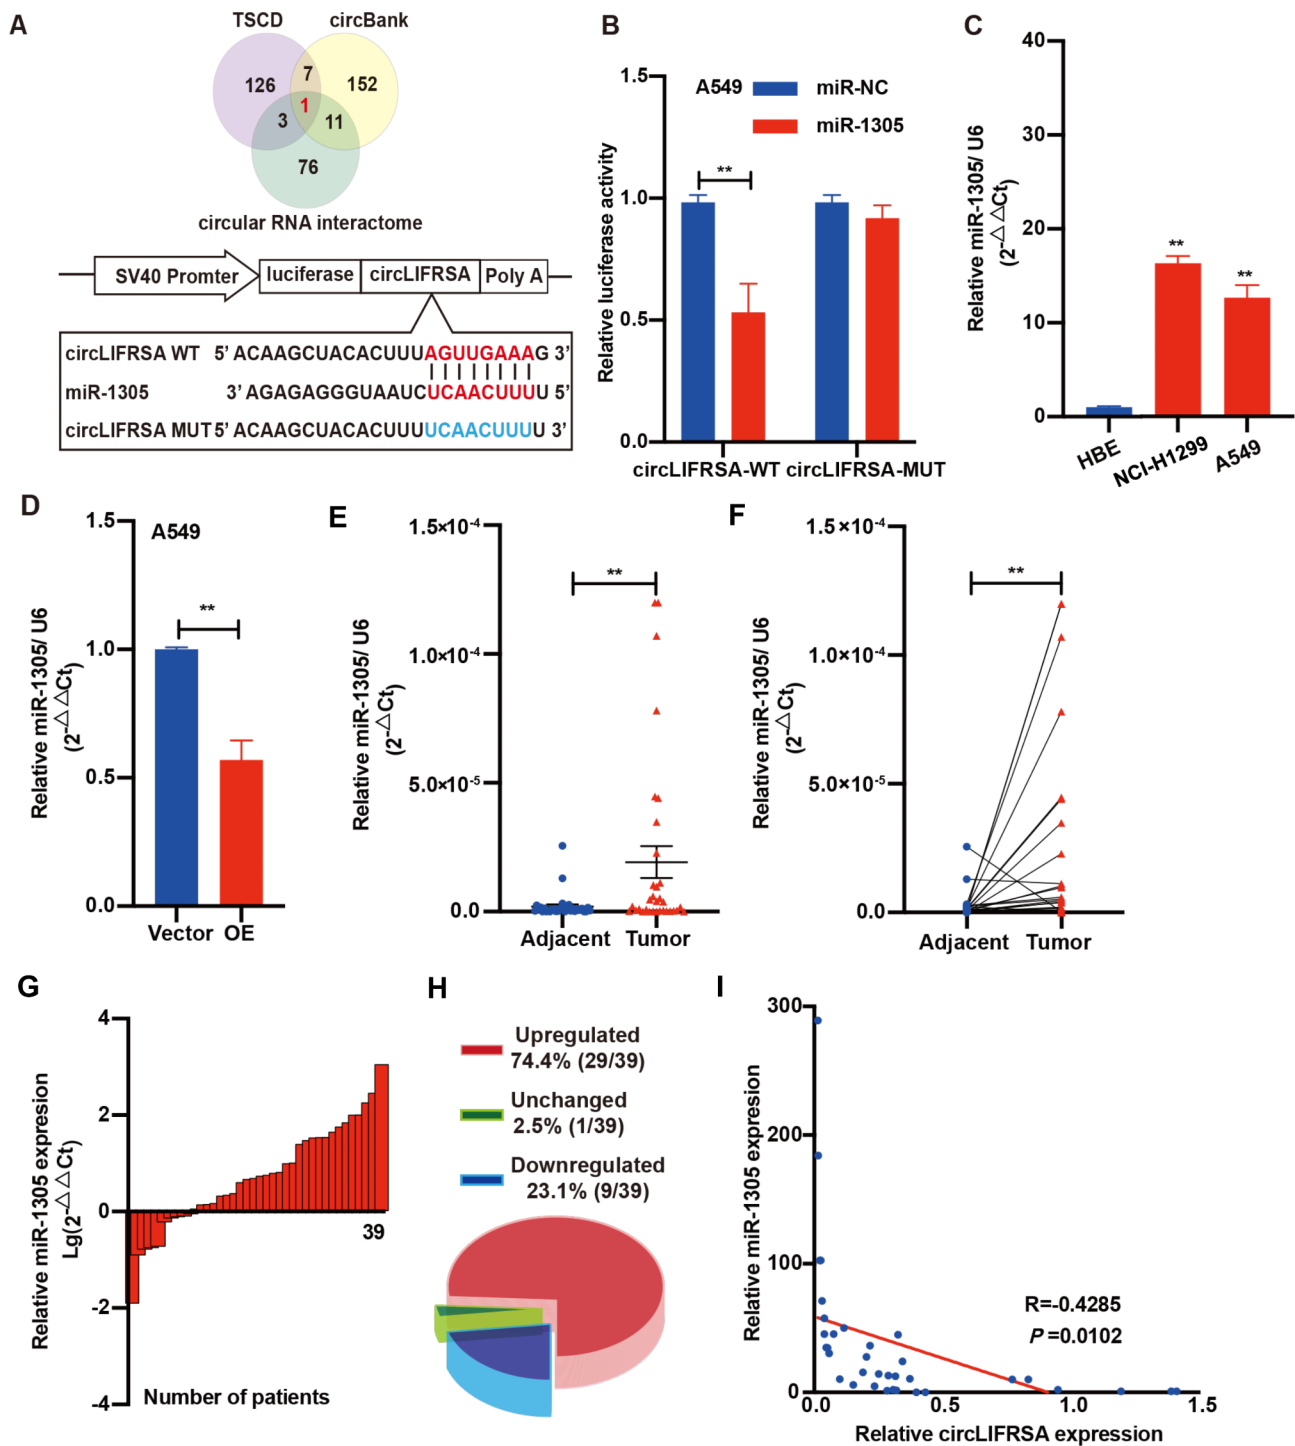 A
TSCD
circBank
126
7
152
1
3
11
76
circular RNA interactome
SV40 Promter
luciferase
circLIFRSA
Poly A
circLIFRSA WT 5’ ACAAGCUACACUUUAGUUGAAAG 3’
miR-1305 3’ AGAGAGGGUAAUCUCAACUUUU 5’
circLIFRSA MUT 5’ ACAAGCUACACUUUUCAACUUUU 3’
B
A549
miR-NC
miR-1305
Relative luciferase activity
1.5
1.0
0.5
0.0
**
circLIFRSA-WT
circLIFRSA-MUT
C
Relative miR-1305/ U6
(2-△△Ct)
40
30
20
10
0
**
**
HBE
NCI-H1299
A549
D
A549
Relative miR-1305/ U6
(2-△△Ct)
1.5
1.0
0.5
0.0
**
Vector
OE
E
Relative miR-1305/ U6
(2-△Ct)
1.5×10-4
1.0×10-4
5.0×10-5
0.0
**
Adjacent
Tumor
F
Relative miR-1305/ U6
(2-△Ct)
1.5×10-4
1.0×10-4
5.0×10-5
0.0
**
Adjacent
Tumor
G
Relative miR-1305 expresion
Lg(2-△△Ct)
4
2
0
-2
-4
39
Number of patients
H
Upregulated
74.4% (29/39)
Unchanged
2.5% (1/39)
Downregulated
23.1% (9/39)
I
Relative miR-1305 expresion
300
200
100
0
R=-0.4285
P =0.0102
0.0
0.5
1.0
1.5
Relative circLIFRSA expression